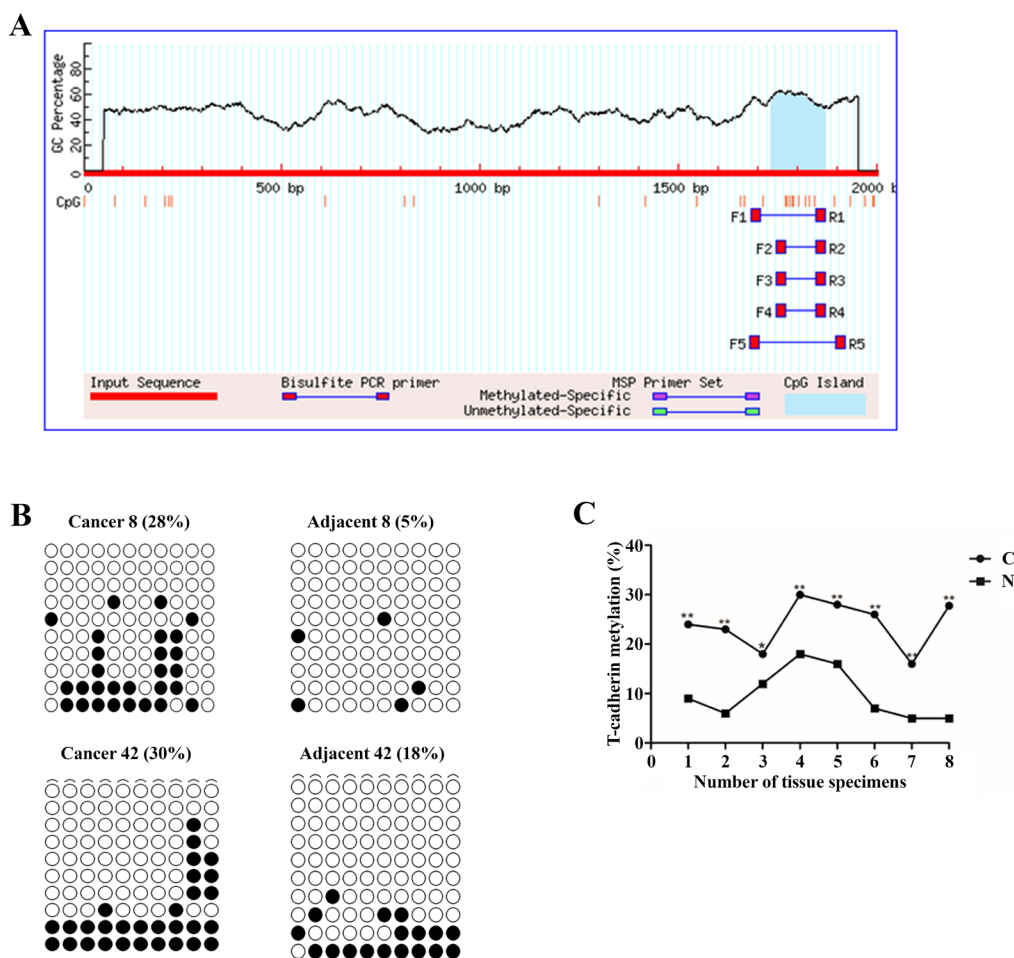 A
GC Percentage
80
60
40
20
0
0 500 bp 1000 bp 1500 bp 2000 b
CpG
F1 R1
F2 R2
F3 R3
F4 R4
F5 R5
Input Sequence Bisulfite PCR primer MSP Primer Set CpG Island
Methylated-Specific
Unmethylated-Specific
B
Cancer 8 (28%) Adjacent 8 (5%)
Cancer 42 (30%) Adjacent 42 (18%)
C
T-cadherin metylation (%)
40
30
20
10
0
** ** * ** ** ** ** **
C
N
0 1 2 3 4 5 6 7 8
Number of tissue specimens